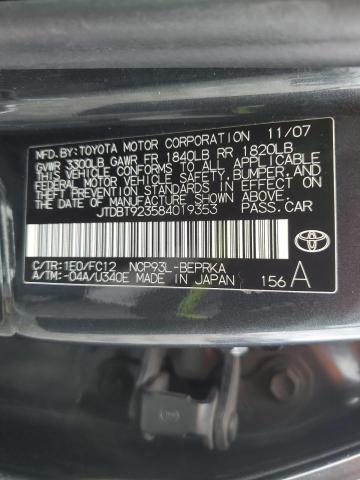 MFD. BY: TOYOTA MOTOR CORPORATION 11/07
GVWR 3300LB GAWR FR 1840LB RR 1820LB
THIS VEHICLE CONFORMS TO ALL APPLICABLE
FEDERAL MOTOR VEHICLE SAFETY, BUMPER, AND
THEFT PREVENTION STANDARDS IN EFFECT ON
THE DATE OF MANUFACTURE SHOWN ABOVE.
JTDBT923584019353 PASS. CAR
C/TR: 1E0/FC12 NCP93L-BEPRKA
A/TM: -04A/U340E MADE IN JAPAN 156 A